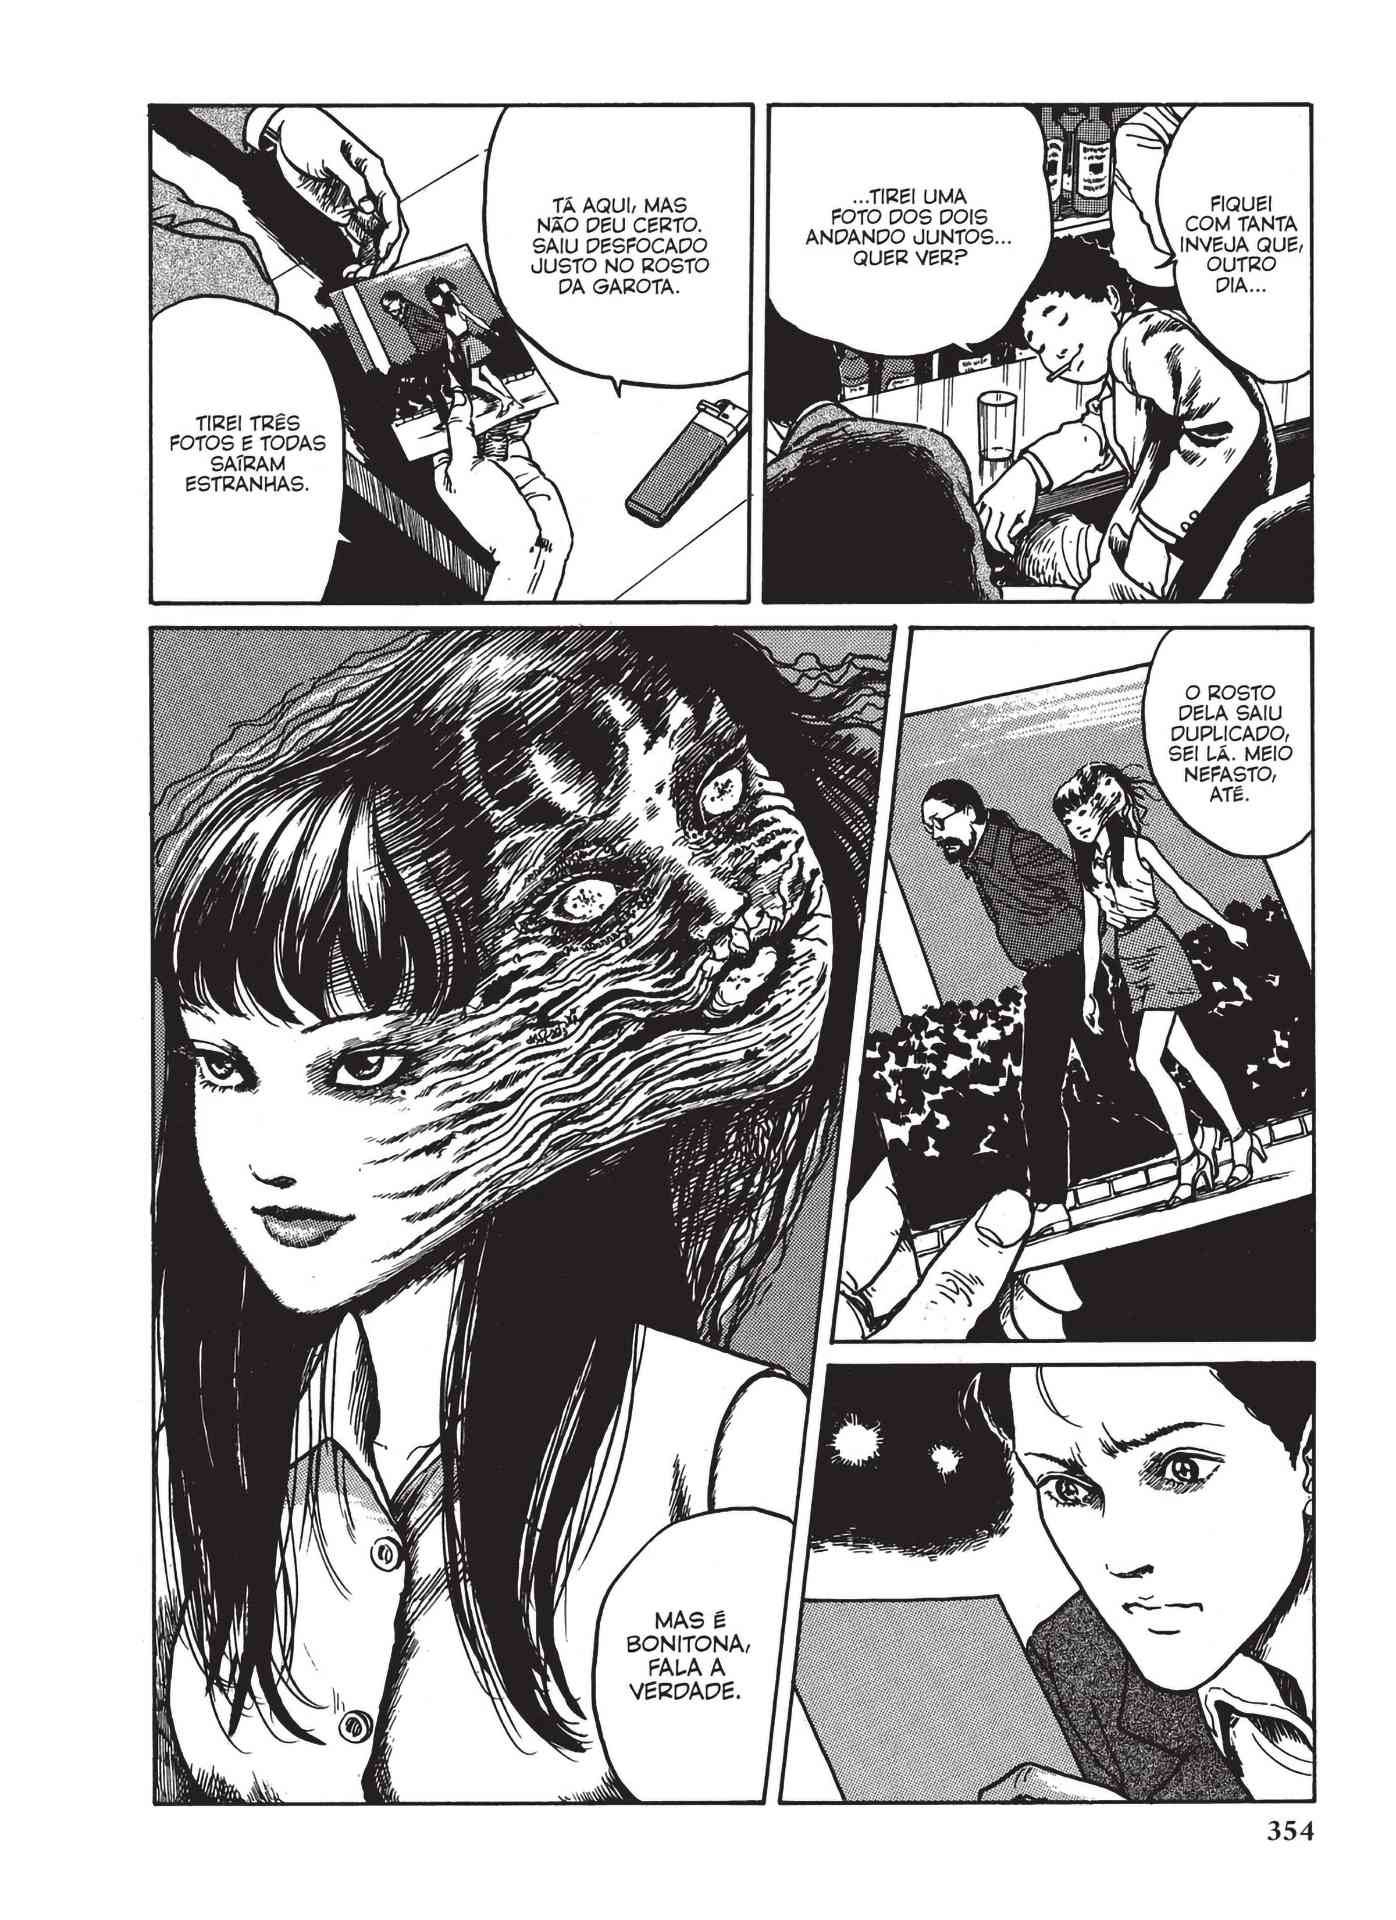 FIQUEI
COM TANTA
INVEJA QUE,
OUTRO
DIA...
...TIREI UMA
FOTO DOS DOIS
ANDANDO JUNTOS...
QUER VER?
TÁ AQUI, MAS
NÃO DEU CERTO.
SAIU DESFOCADO
JUSTO NO ROSTO
DA GAROTA.
TIREI TRÊS
FOTOS E TODAS
SAÍRAM
ESTRANHAS.
O ROSTO
DELA SAIU
DUPLICADO,
SEI LÁ. MEIO
NEFASTO,
ATÉ.
MAS É
BONITONA,
FALA A
VERDADE.
354